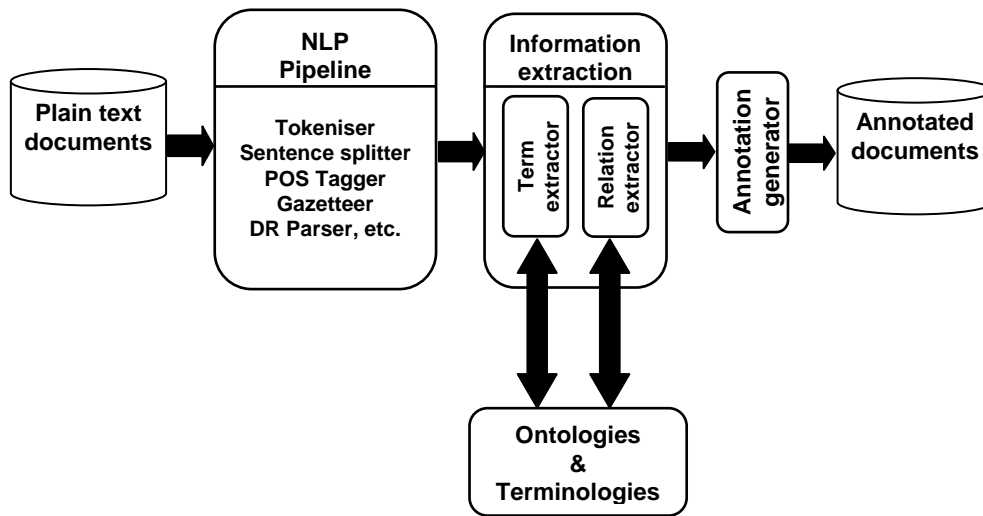 Plain text
documents
NLP
Pipeline
Tokeniser
Sentence splitter
POS Tagger
Gazetteer
DR Parser, etc.
Information
extraction
Term
extractor
Relation extractor
Annotation
generator
Annotated
documents
Ontologies
&
Terminologies